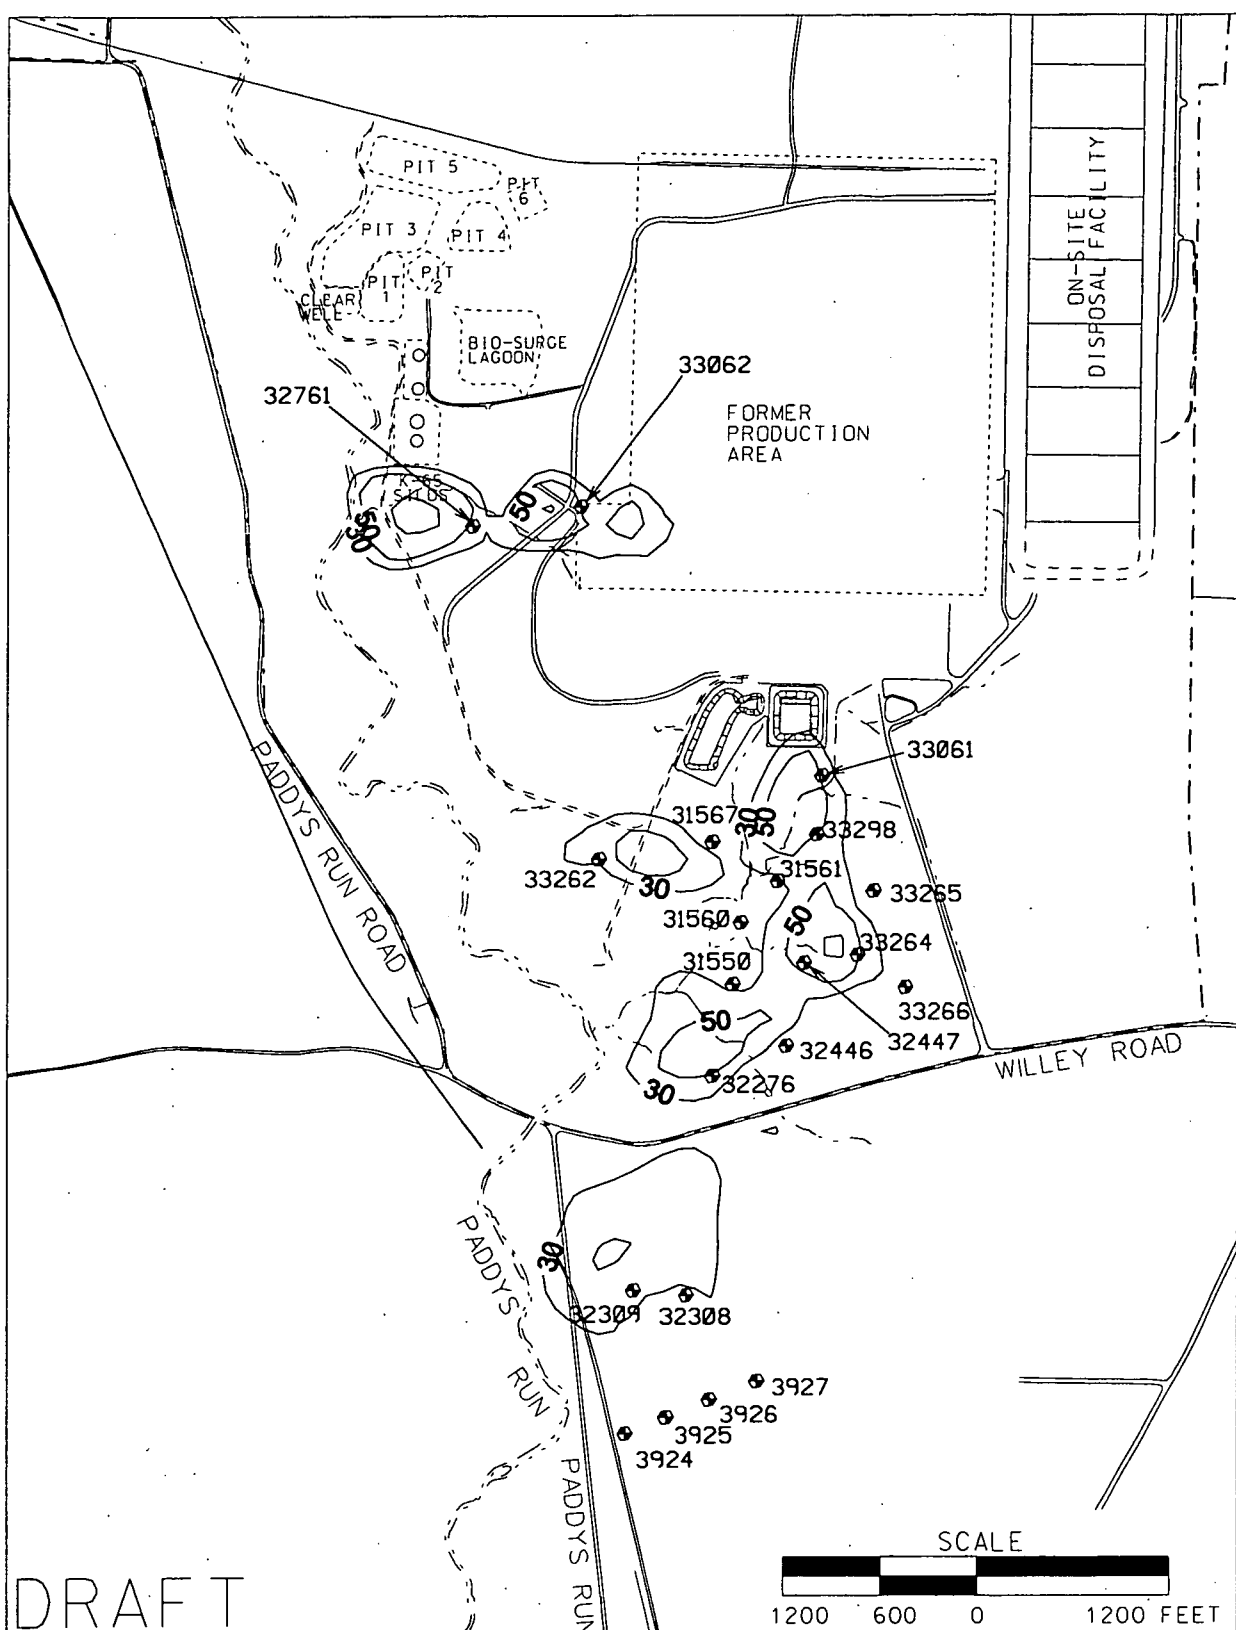 PIT 5
PIT
6
PIT 3
PIT 4
PIT
2
PIT
1
CLEAR
WELL
BIO-SURGE
LAGOON
ON-SITE
DISPOSAL FACILITY
33062
32761
FORMER
PRODUCTION
AREA
K-65
SILOS
50
50
30
33061
31567
30
50
33298
33262
30
31561
33265
31560
50
33264
31550
33266
50
32447
32446
30
32276
PADDYS RUN ROAD
WILLEY ROAD
30
32309
32308
PADDYS
RUN
3927
3926
3925
3924
PADDYS RUN
SCALE
1200 600 0 1200 FEET
DRAFT